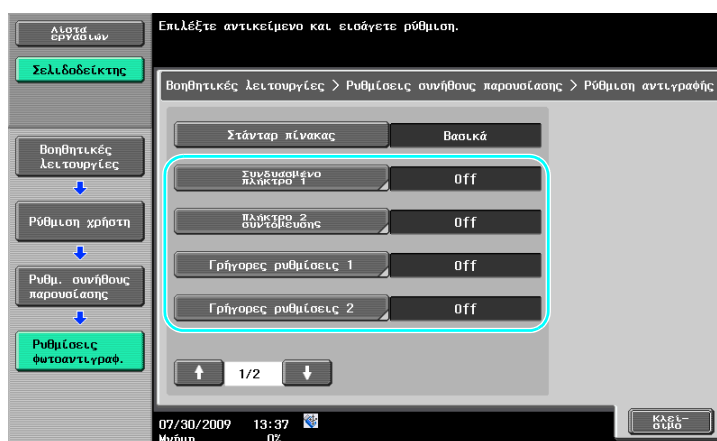 Λίστα
εργασιών
Επιλέξτε αντικείμενο και εισάγετε ρύθμιση.
Σελιδοδείκτης
Βοηθητικές λειτουργίες > Ρυθμίσεις συνήθους παρουσίασης > Ρύθμιση αντιγραφής
Στάνταρ πίνακας
Βασικά
Βοηθητικές
λειτουργίες
Συνδυασμένο
πλήκτρο 1
Off
Ρύθμιση χρήστη
Πλήκτρο 2
συντόμευσης
Off
Γρήγορες ρυθμίσεις 1
Off
Ρυθμ. συνήθους
παρουσίασης
Γρήγορες ρυθμίσεις 2
Off
Ρυθμίσεις
φωτοαντιγραφ.
1/2
07/30/2009 13:37
Μνήμη 0%
Κλεί-
σιμο